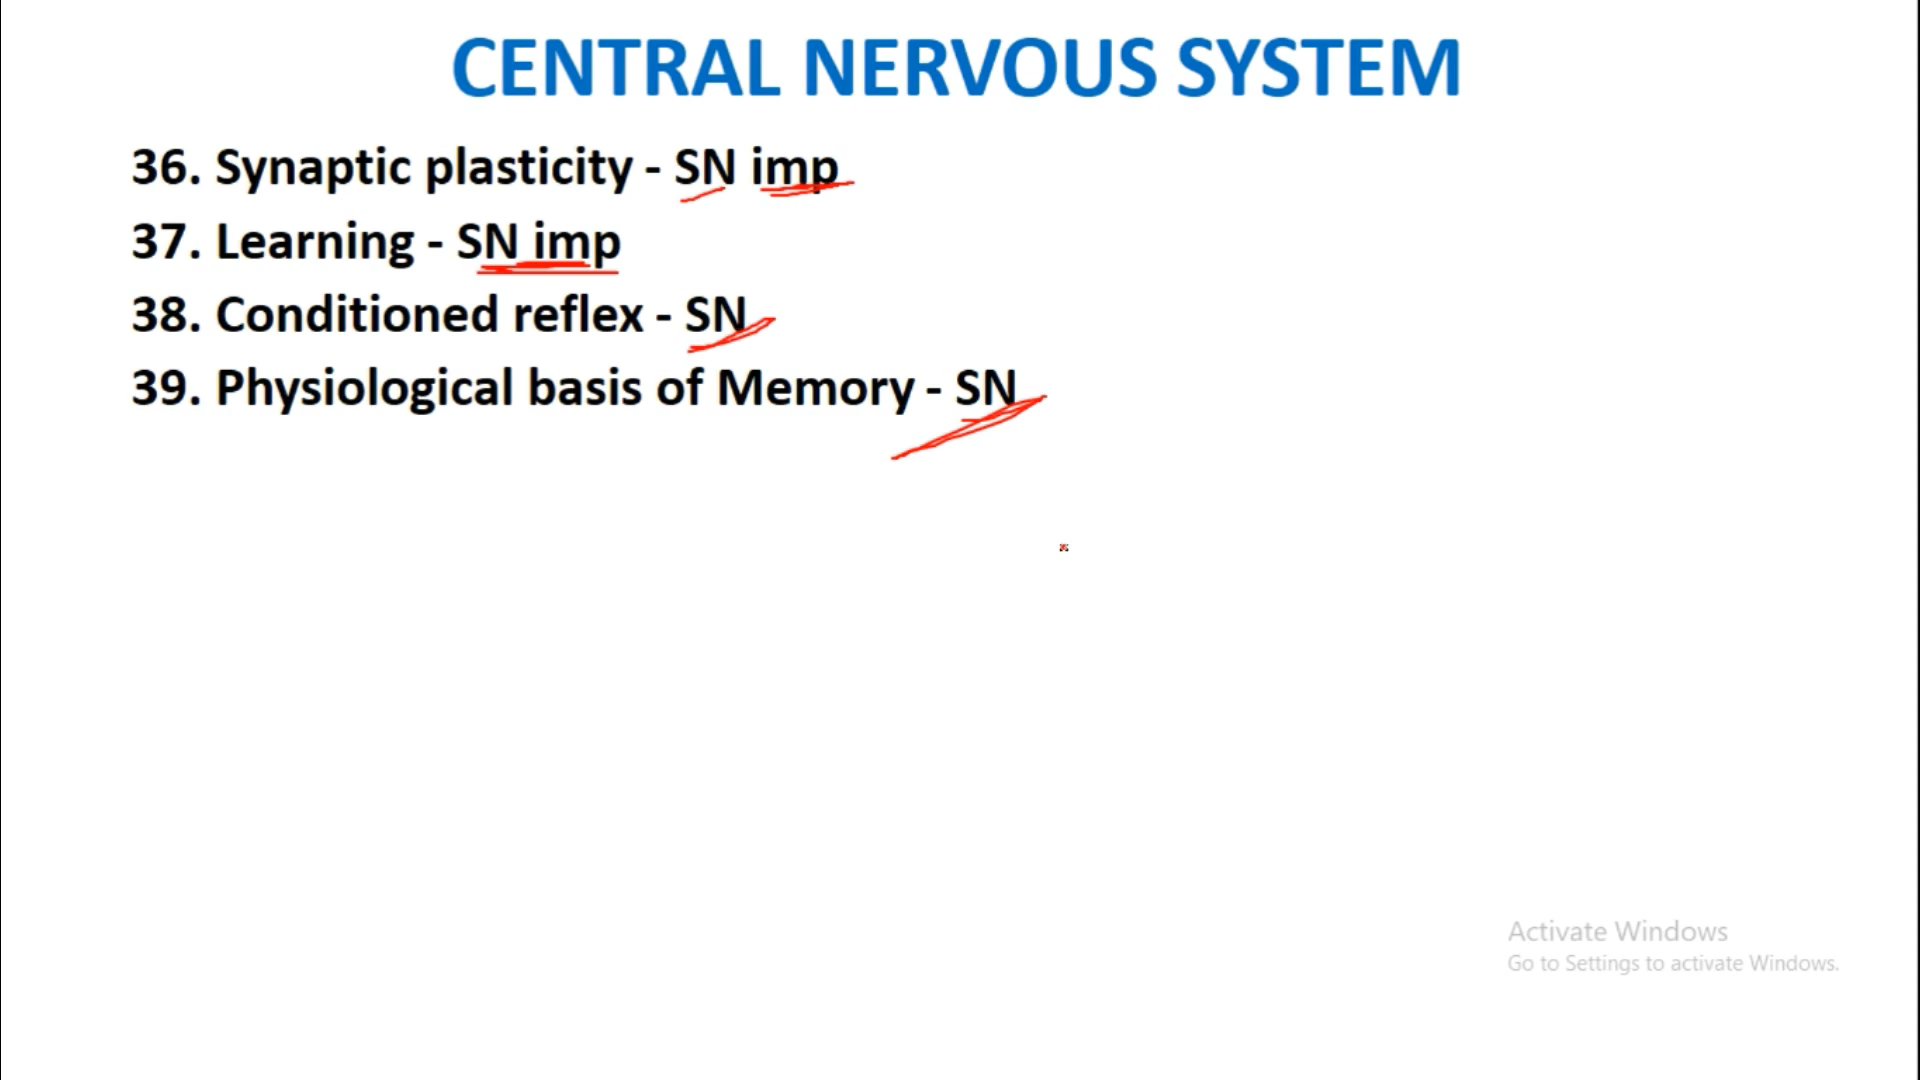 CENTRAL NERVOUS SYSTEM
36. Synaptic plasticity - SN imp
37. Learning - SN imp
38. Conditioned reflex - SN
39. Physiological basis of Memory - SN
Activate Windows
Go to Settings to activate Windows.